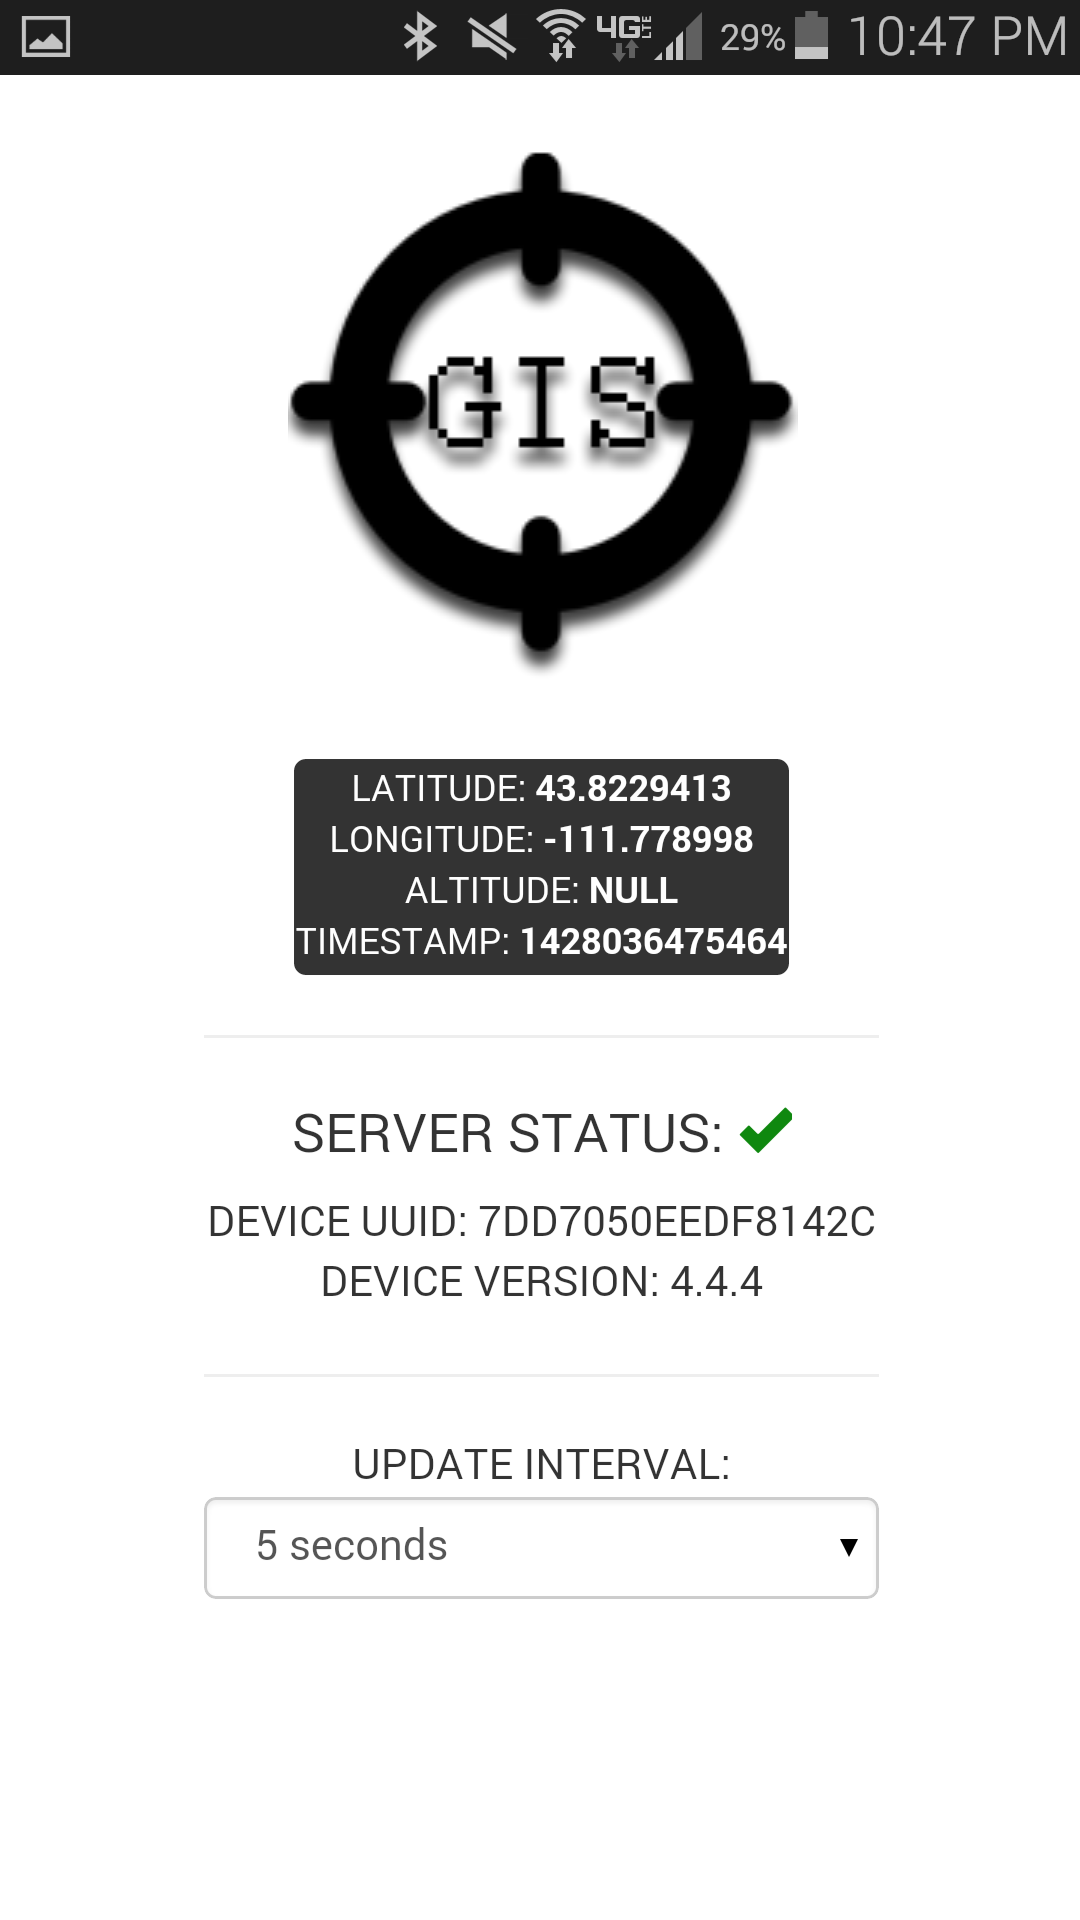 4G LTE 29% 10:47 PM
GIS
LATITUDE: 43.8229413
LONGITUDE: -111.778998
ALTITUDE: NULL
TIMESTAMP: 1428036475464
SERVER STATUS:
DEVICE UUID: 7DD7050EEDF8142C
DEVICE VERSION: 4.4.4
UPDATE INTERVAL:
5 seconds